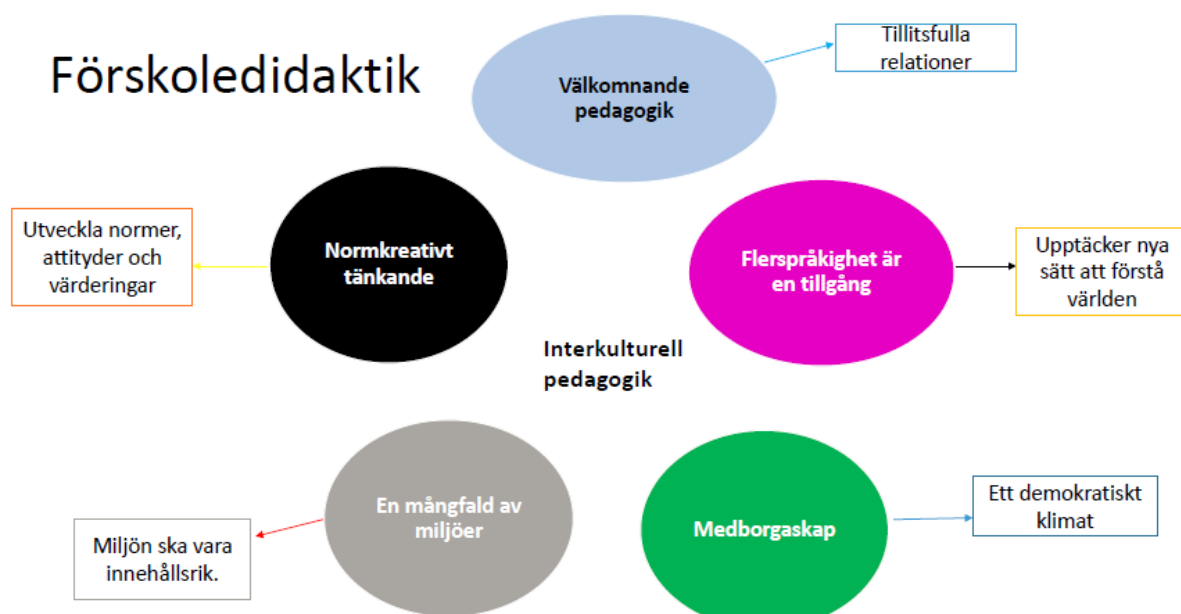 Förskoledidaktik
Välkomnande
pedagogik
Tillitsfulla
relationer
Normkreativt
tänkande
Utveckla normer,
attityder och
värderingar
Flerspråkighet är
en tillgång
Upptäcker nya
sätt att förstå
världen
Interkulturell
pedagogik
En mångfald av
miljöer
Miljön ska vara
innehållsrik.
Medborgaskap
Ett demokratiskt
klimat